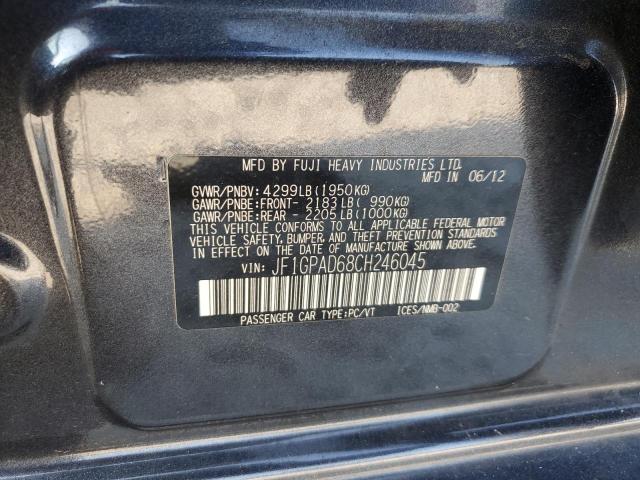 MFD BY FUJI HEAVY INDUSTRIES LTD.
MFD IN 06/12
GVWR/PNBV: 4299LB(1950KG)
GAWR/PNBE:FRONT- 2183LB( 990KG)
GAWR/PNBE:REAR - 2205LB(1000KG)
THIS VEHICLE CONFORMS TO ALL APPLICABLE FEDERAL MOTOR
VEHICLE SAFETY, BUMPER, AND THEFT PREVENTION STANDARDS
IN EFFECT ON THE DATE OF MANUFACTURE SHOWN ABOVE.
VIN: JF1GPAD68CH246045
PASSENGER CAR TYPE:PC/VT ICES/NMB-002